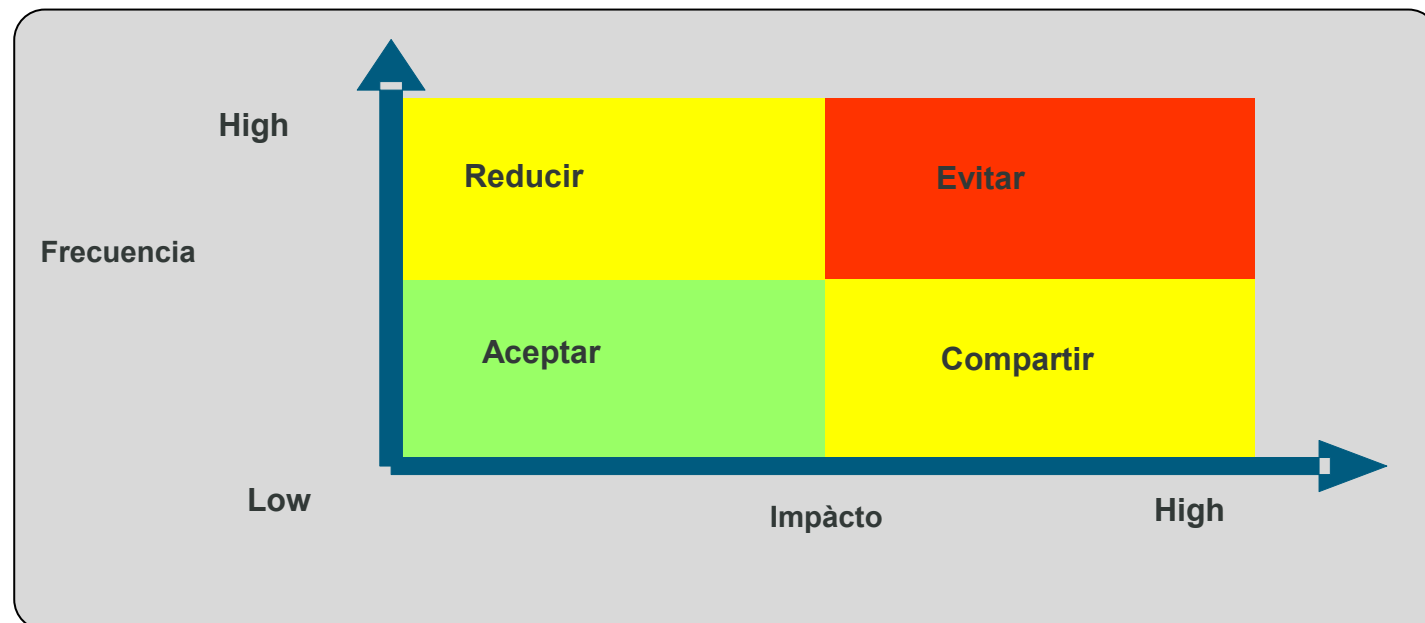 High
Reducir
Evitar
Frecuencia
Aceptar
Compartir
Low
Impàcto
High